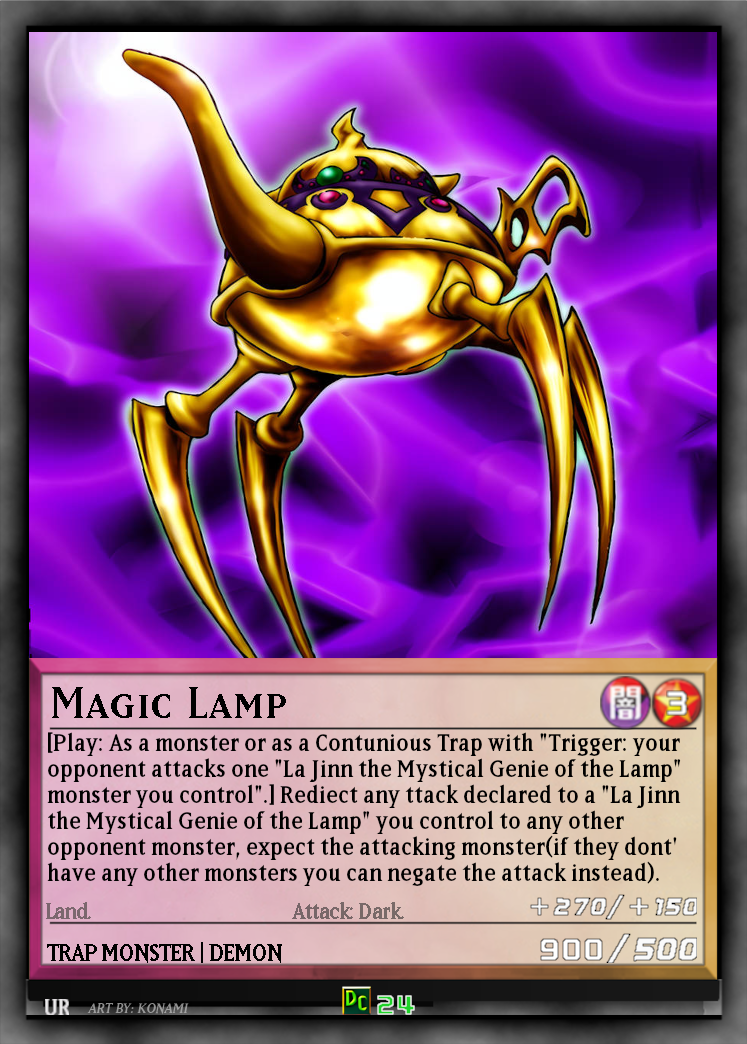 Magic Lamp
闇 3
[Play: As a monster or as a Contunious Trap with "Trigger: your
opponent attacks one "La Jinn the Mystical Genie of the Lamp"
monster you control".] Rediect any ttack declared to a "La Jinn
the Mystical Genie of the Lamp" you control to any other
opponent monster, expect the attacking monster(if they dont'
have any other monsters you can negate the attack instead).
Land. Attack: Dark. +270/+150
TRAP MONSTER | DEMON 900/500
UR ART BY: KONAMI DC 24